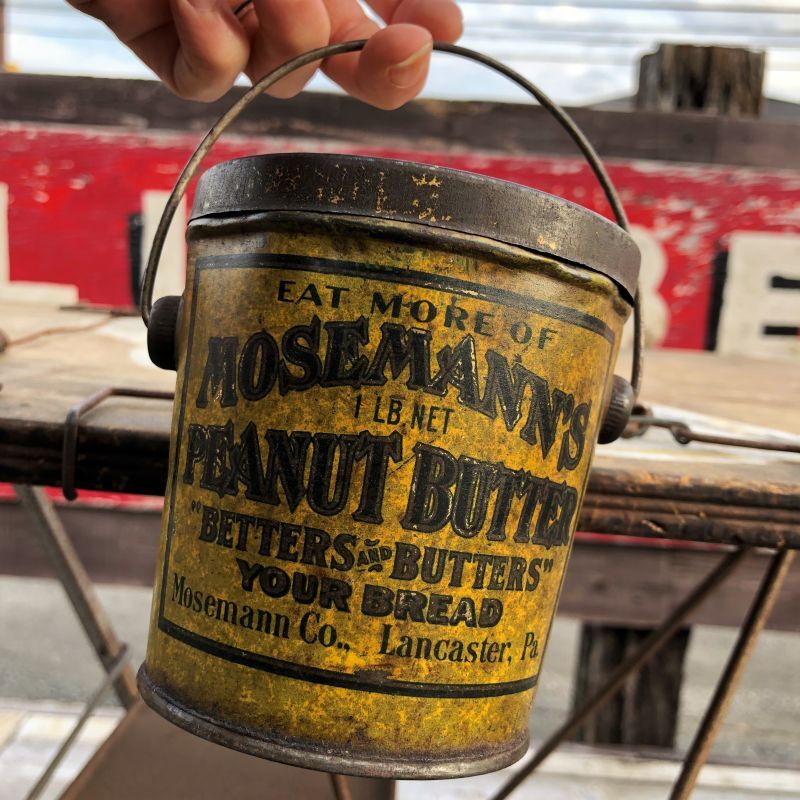 EAT MORE OF
MOSEMANN'S
1 LB NET
PEANUT BUTTER
"BETTERS AND BUTTERS"
YOUR BREAD
Mosemann Co., Lancaster, Pa.